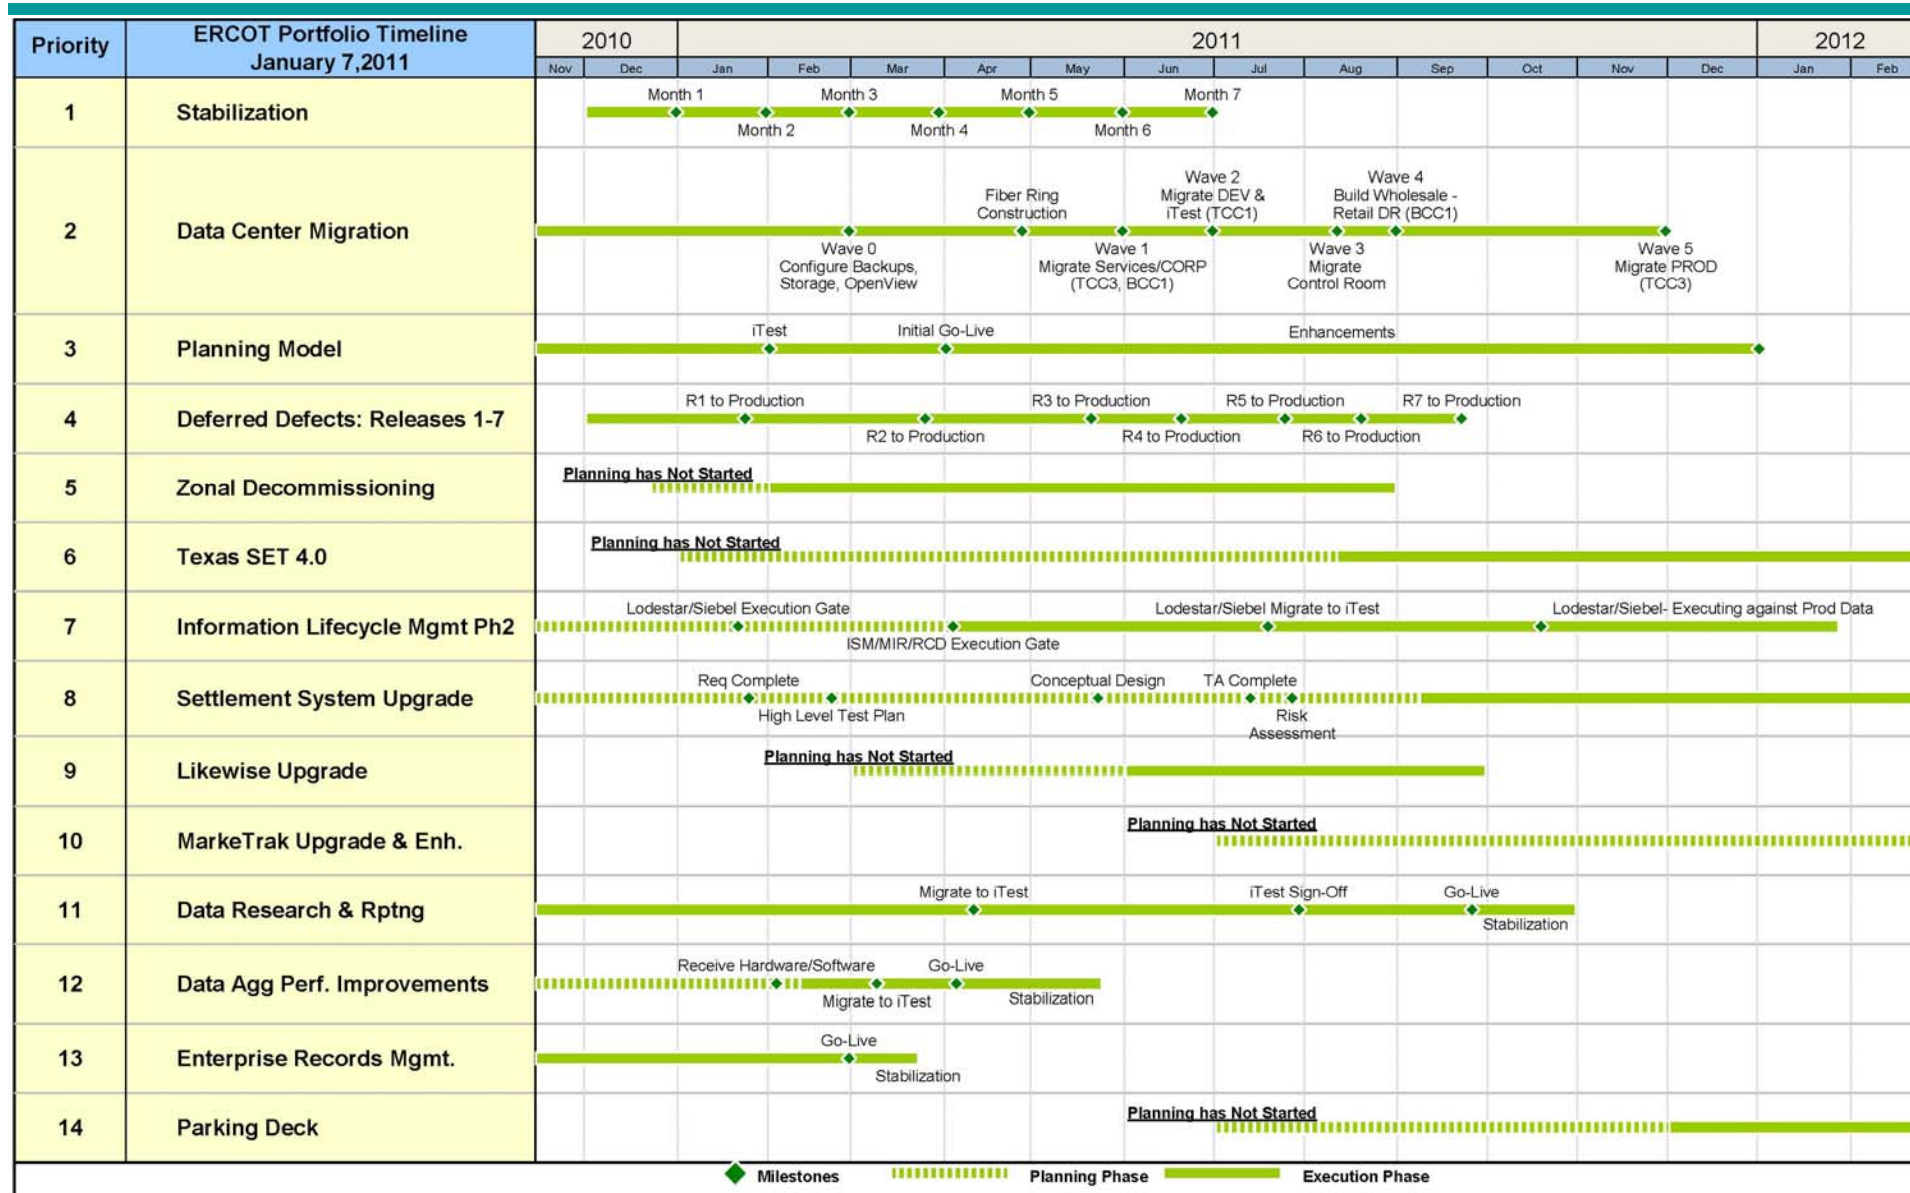 Priority
ERCOT Portfolio Timeline
January 7,2011
2010
2011
2012
Nov
Dec
Jan
Feb
Mar
Apr
May
Jun
Jul
Aug
Sep
Oct
Nov
Dec
Jan
Feb
1
Stabilization
Month 1
Month 3
Month 5
Month 7
Month 2
Month 4
Month 6
2
Data Center Migration
Fiber Ring
Construction
Wave 2
Migrate DEV &
iTest (TCC1)
Wave 4
Build Wholesale -
Retail DR (BCC1)
Wave 0
Configure Backups,
Storage, OpenView
Wave 1
Migrate Services/CORP
(TCC3, BCC1)
Wave 3
Migrate
Control Room
Wave 5
Migrate PROD
(TCC3)
3
Planning Model
iTest
Initial Go-Live
Enhancements
4
Deferred Defects: Releases 1-7
R1 to Production
R3 to Production
R5 to Production
R7 to Production
R2 to Production
R4 to Production
R6 to Production
5
Zonal Decommissioning
Planning has Not Started
6
Texas SET 4.0
Planning has Not Started
7
Information Lifecycle Mgmt Ph2
Lodestar/Siebel Execution Gate
Lodestar/Siebel Migrate to iTest
Lodestar/Siebel- Executing against Prod Data
ISM/MIR/RCD Execution Gate
8
Settlement System Upgrade
Req Complete
Conceptual Design
TA Complete
High Level Test Plan
Risk
Assessment
9
Likewise Upgrade
Planning has Not Started
10
MarkeTrak Upgrade & Enh.
Planning has Not Started
11
Data Research & Rptng
Migrate to iTest
iTest Sign-Off
Go-Live
Stabilization
12
Data Agg Perf. Improvements
Receive Hardware/Software
Go-Live
Migrate to iTest
Stabilization
13
Enterprise Records Mgmt.
Go-Live
Stabilization
14
Parking Deck
Planning has Not Started
Milestones
Planning Phase
Execution Phase